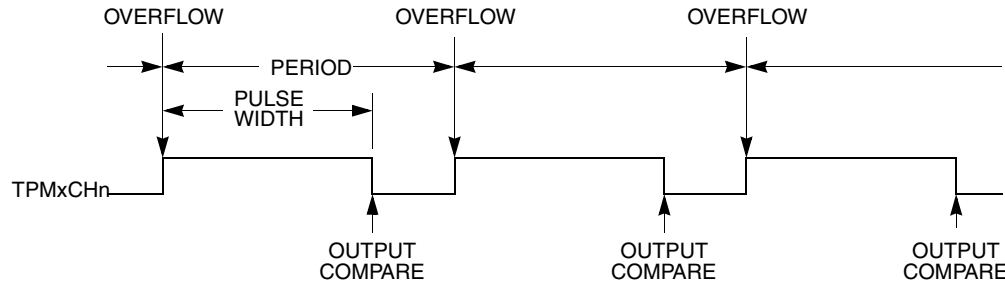 OVERFLOW OVERFLOW OVERFLOW
PERIOD
PULSE
WIDTH
TPMxCHn
OUTPUT OUTPUT OUTPUT
COMPARE COMPARE COMPARE